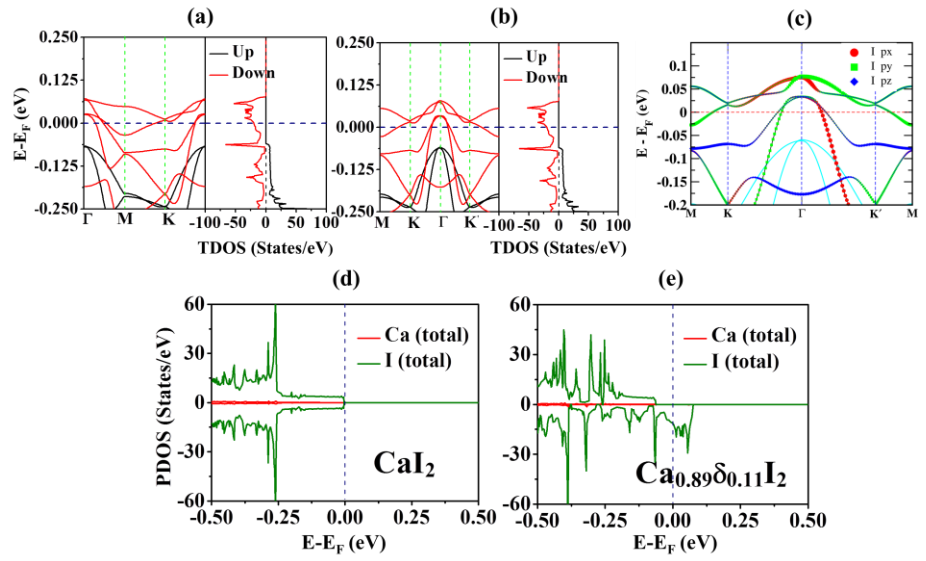 (a)
(b)
(c)
E-E_F (eV)
0.250
0.125
0.000
-0.125
-0.250
Γ M K
Up
Down
-100 -50 0 50 100
TDOS (States/eV)
0.250
0.125
0.000
-0.125
-0.250
M K Γ K M
Up
Down
-100 -50 0 50 100
TDOS (States/eV)
E - E_F (eV)
0.1
0.05
0
-0.05
-0.1
-0.15
-0.2
M K Γ K′ M
I px
I py
I pz
(d)
(e)
PDOS (States/eV)
60
30
0
-30
-60
Ca (total)
I (total)
CaI₂
-0.50 -0.25 0.00 0.25 0.50
E-E_F (eV)
60
30
0
-30
-60
Ca (total)
I (total)
Ca₀.₈₉δ₀.₁₁I₂
-0.50 -0.25 0.00 0.25 0.50
E-E_F (eV)